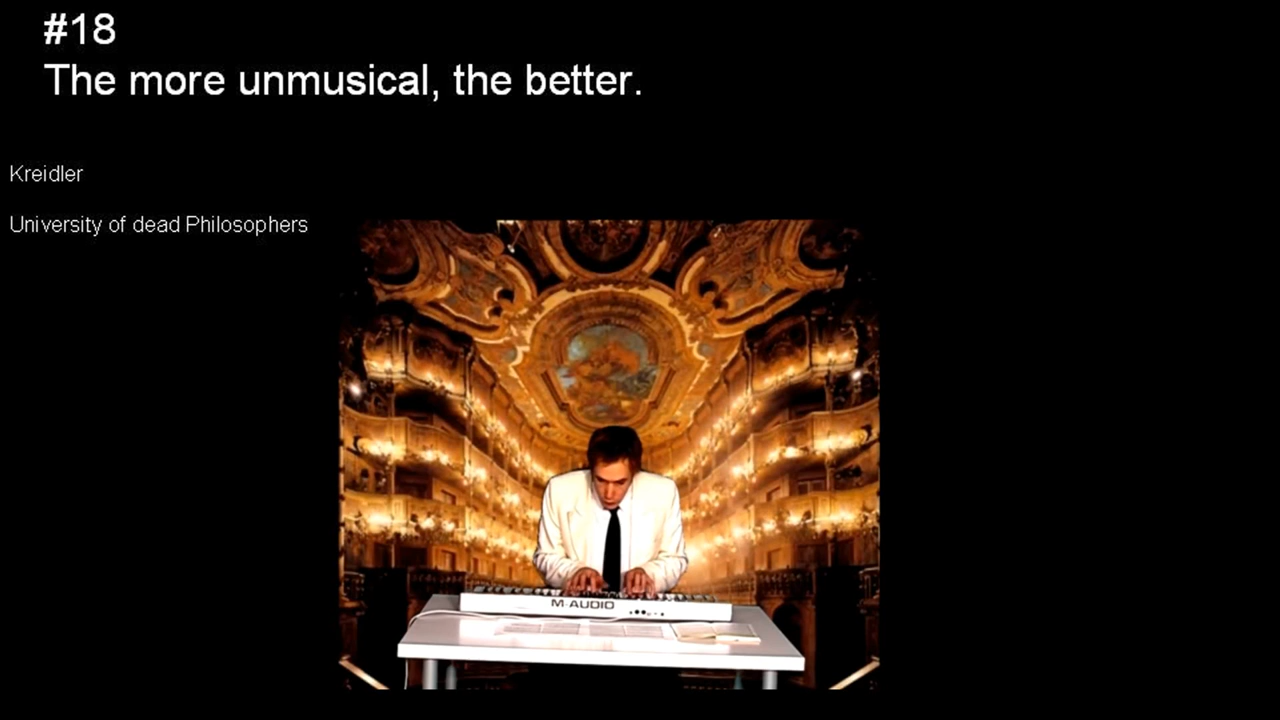 #18
The more unmusical, the better.
Kreidler
University of dead Philosophers
M-AUDIO